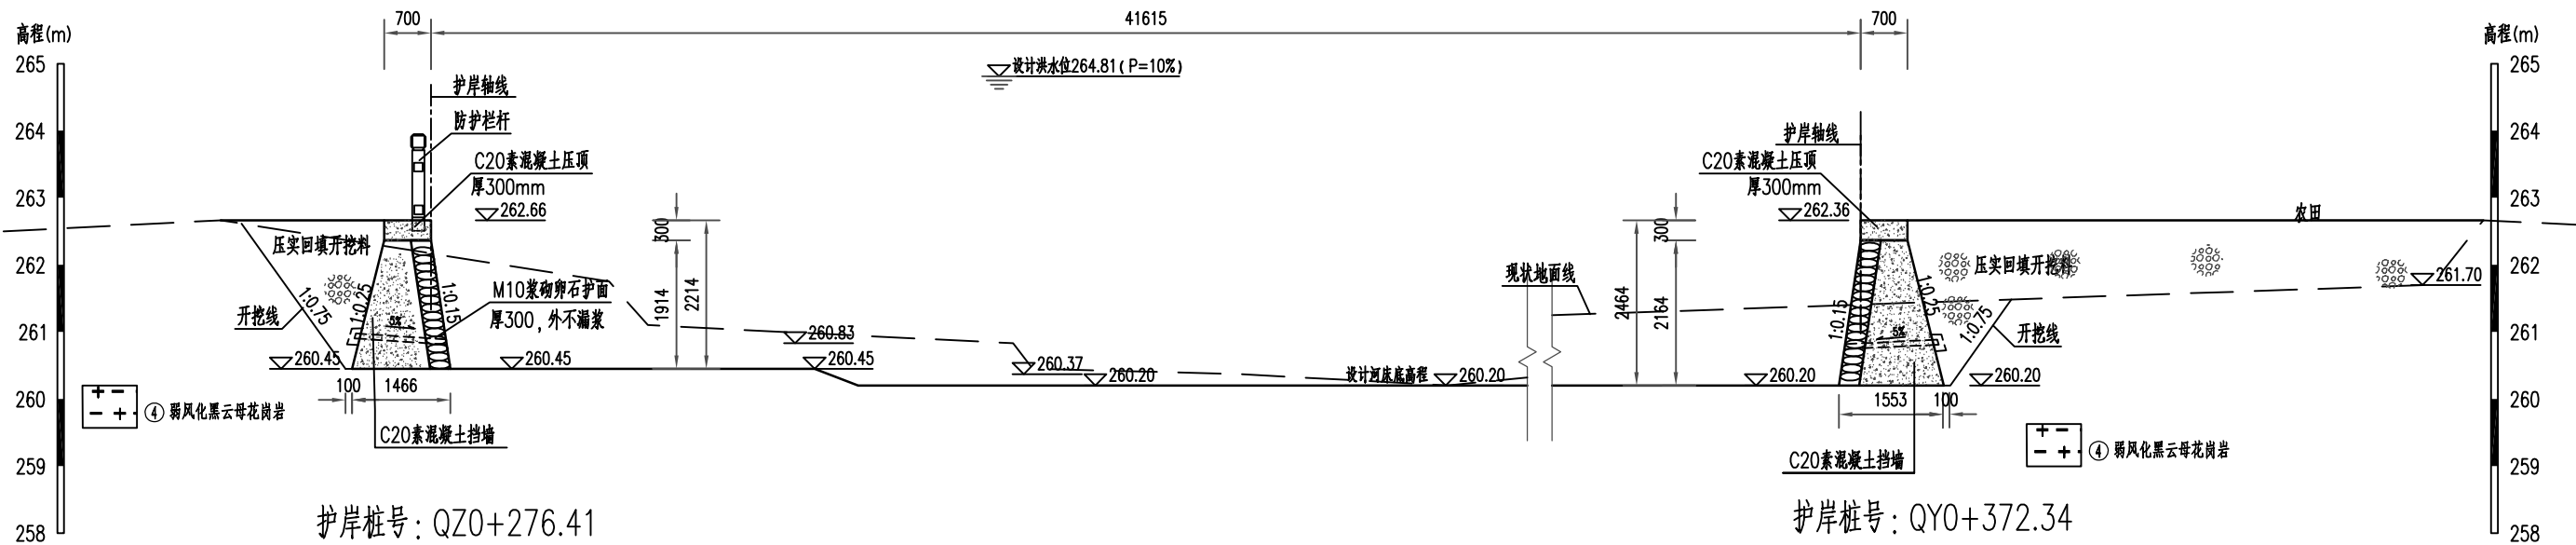 700
41615
700
高程(m)
高程(m)
265
264
263
262
261
260
259
258
265
264
263
262
261
260
259
258
设计洪水位264.81(P=10%)
护岸轴线
防护栏杆
C20素混凝土压顶
厚300mm
262.66
压实回填开挖料
1:0.75
1:0.25
1:0.15
开挖线
5%
M10浆砌卵石护面
厚300,外不漏浆
300
1914
2214
260.45
260.45
260.83
260.45
100
1466
④ 弱风化黑云母花岗岩
C20素混凝土挡墙
260.37
260.20
设计河床底高程
260.20
现状地面线
护岸轴线
C20素混凝土压顶
厚300mm
262.36
农田
300
2464
2164
1:0.15
1:0.25
1:0.75
5%
压实回填开挖料
261.70
开挖线
260.20
260.20
1553
100
④ 弱风化黑云母花岗岩
C20素混凝土挡墙
护岸桩号: QZ0+276.41
护岸桩号: QY0+372.34